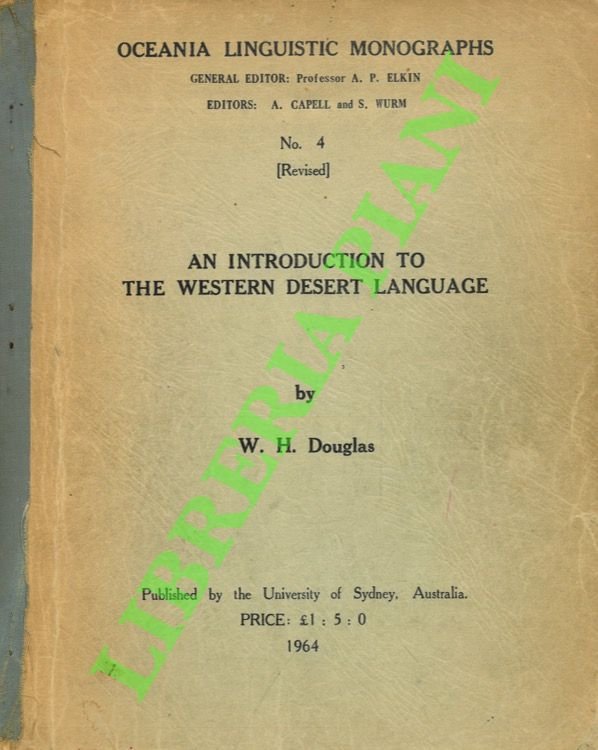 OCEANIA LINGUISTIC MONOGRAPHS
GENERAL EDITOR: Professor A. P. ELKIN
EDITORS: A. CAPELL and S. WURM
No. 4
[Revised]
AN INTRODUCTION TO
THE WESTERN DESERT LANGUAGE
by
W. H. Douglas
Published by the University of Sydney, Australia.
PRICE: £1 : 5 : 0
1964
LIBRERIA PIANI